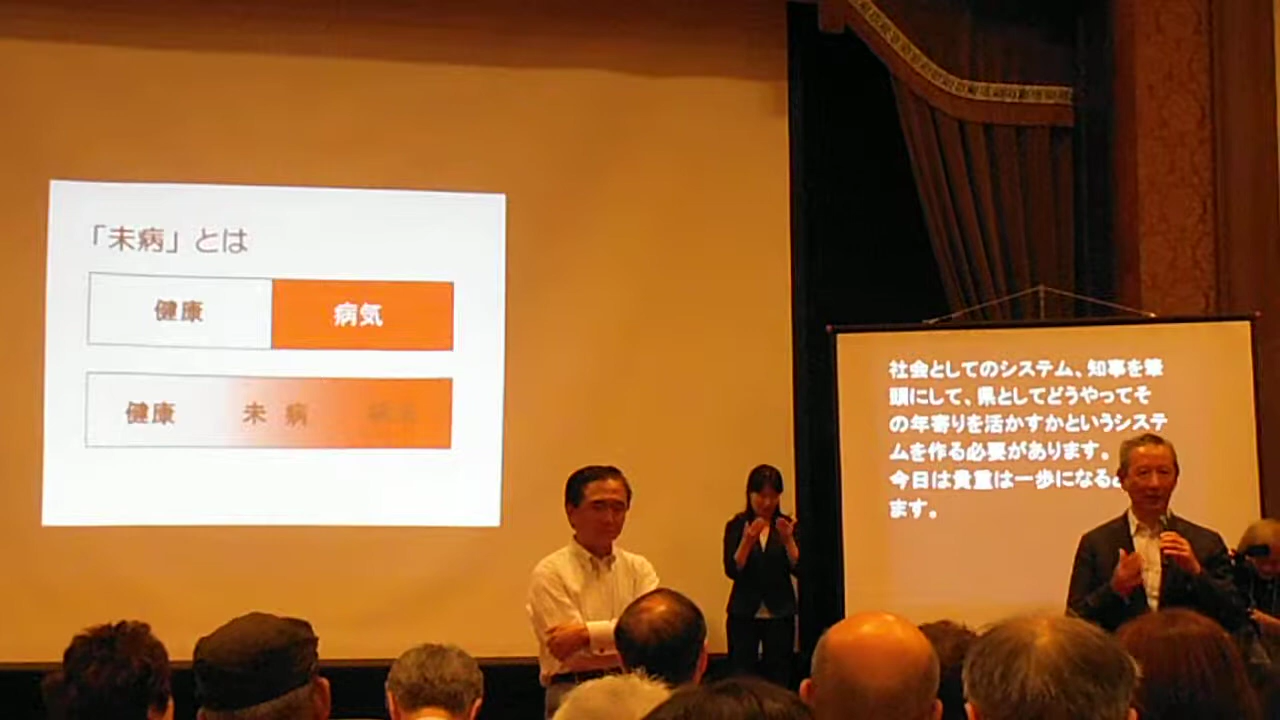 「未病」とは
健康 病気
健康 未 病
社会としてのシステム、知事を筆
頭にして、県としてどうやってそ
の年寄りを活かすかというシステ
ムを作る必要があります。
今日は貴重は一歩になると
ます。